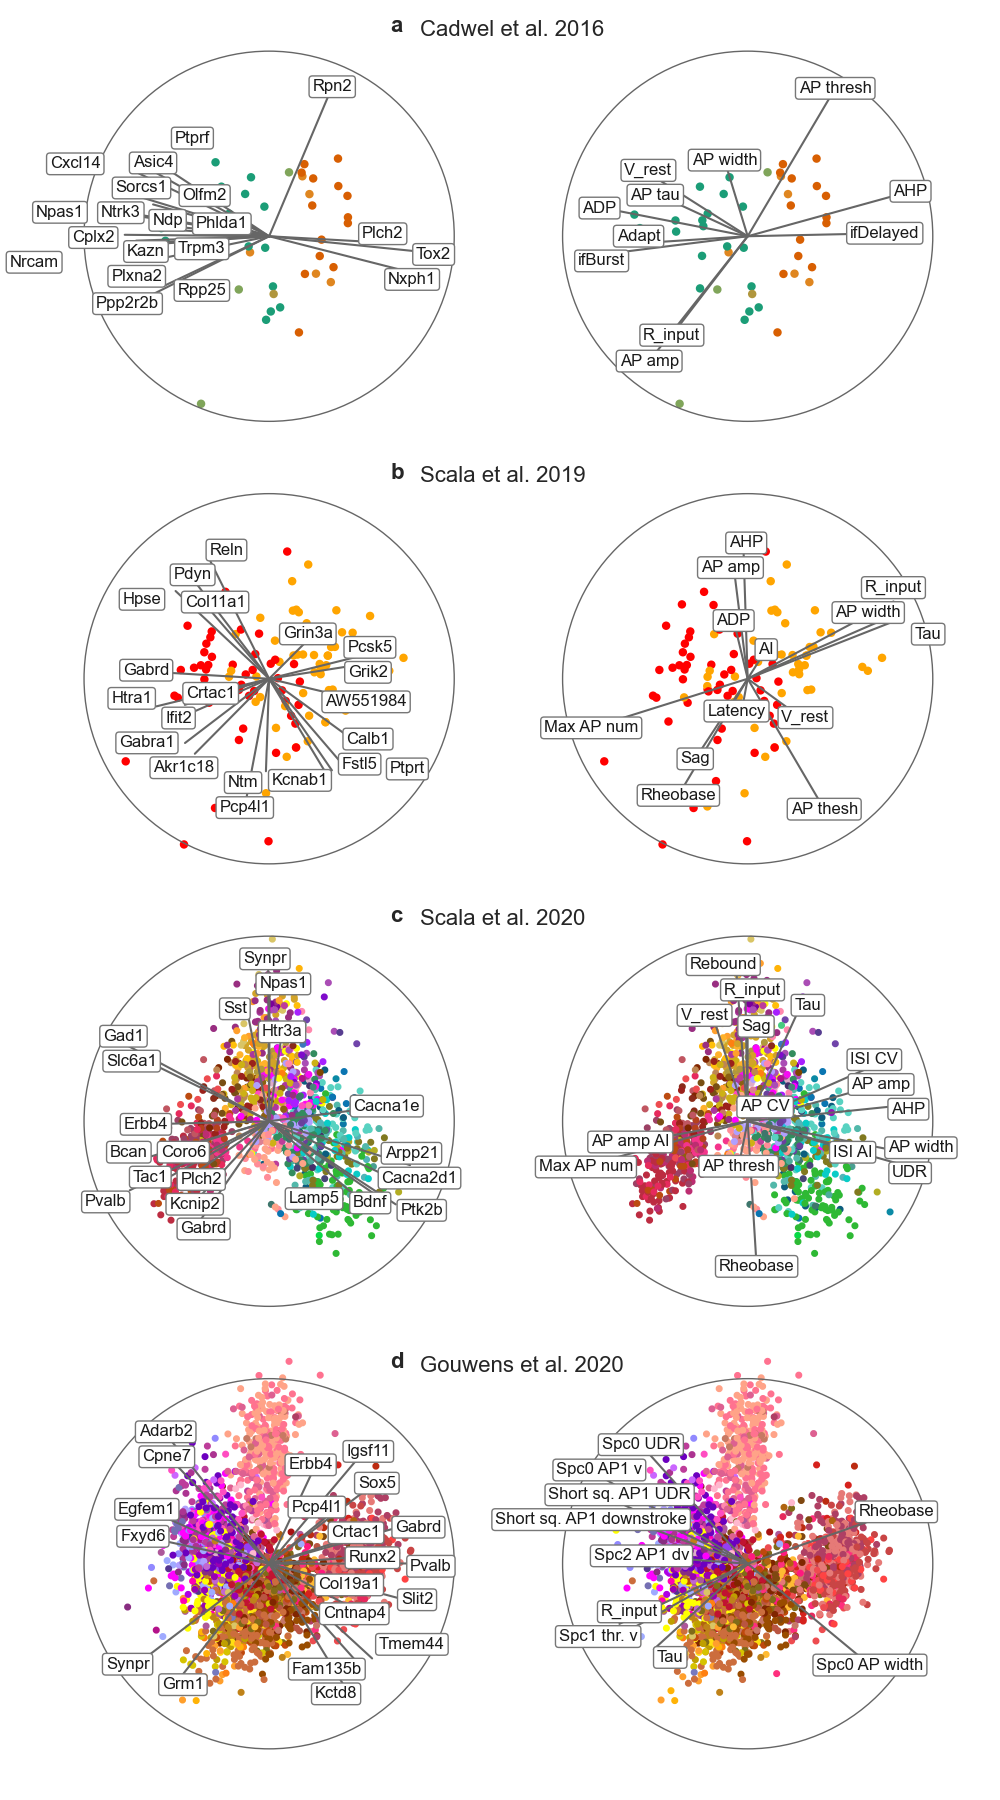 a Cadwel et al. 2016
Rpn2
Ptprf
Cxcl14
Asic4
Sorcs1
Olfm2
Npas1
Ntrk3
Ndp
Phlda1
Cplx2
Kazn
Trpm3
Nrcam
Plxna2
Rpp25
Ppp2r2b
Plch2
Tox2
Nxph1
AP thresh
AP width
V_rest
AP tau
ADP
Adapt
ifBurst
AHP
ifDelayed
R_input
AP amp
b Scala et al. 2019
Reln
Pdyn
Hpse
Col11a1
Grin3a
Pcsk5
Grik2
Gabrd
Crtac1
AW551984
Htra1
Ifit2
Gabra1
Calb1
Akr1c18
Fstl5
Ptprt
Ntm
Kcnab1
Pcp4l1
AHP
AP amp
R_input
AP width
ADP
Tau
AI
Latency
V_rest
Max AP num
Sag
Rheobase
AP thesh
c Scala et al. 2020
Synpr
Npas1
Sst
Htr3a
Gad1
Slc6a1
Cacna1e
Erbb4
Bcan
Coro6
Arpp21
Tac1
Plch2
Cacna2d1
Pvalb
Kcnip2
Lamp5
Bdnf
Ptk2b
Gabrd
Rebound
R_input
Tau
V_rest
Sag
ISI CV
AP amp
AP CV
AHP
AP amp AI
ISI AI
AP width
Max AP num
AP thresh
UDR
Rheobase
d Gouwens et al. 2020
Adarb2
Cpne7
Igsf11
Erbb4
Sox5
Egfem1
Pcp4l1
Fxyd6
Crtac1
Gabrd
Runx2
Pvalb
Col19a1
Slit2
Cntnap4
Tmem44
Synpr
Grm1
Fam135b
Kctd8
Spc0 UDR
Spc0 AP1 v
Short sq. AP1 UDR
Short sq. AP1 downstroke
Rheobase
Spc2 AP1 dv
R_input
Spc1 thr. v
Tau
Spc0 AP width